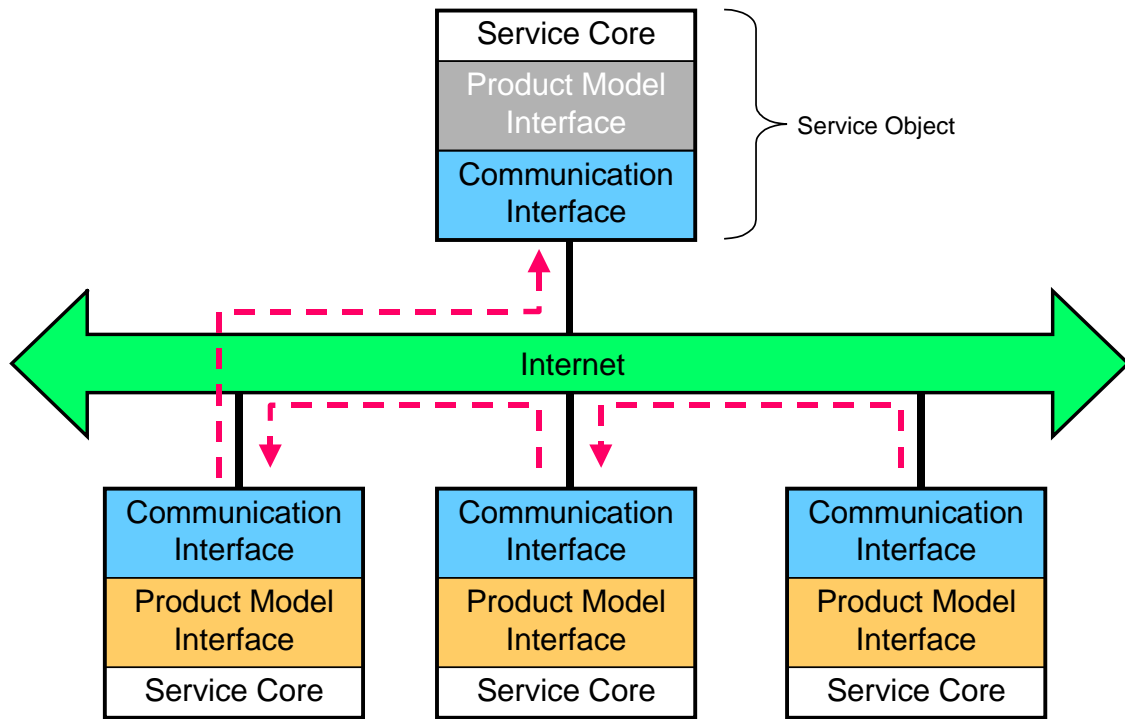 Service Core
Product Model
Interface
Communication
Interface
Service Object
Internet
Communication
Interface
Product Model
Interface
Service Core
Communication
Interface
Product Model
Interface
Service Core
Communication
Interface
Product Model
Interface
Service Core